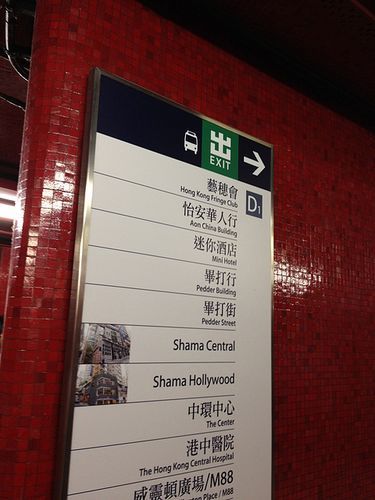 出
EXIT
藝穗會
Hong Kong Fringe Club
D1
怡安華人行
Aon China Building
迷你酒店
Mini Hotel
畢打行
Pedder Building
畢打街
Pedder Street
Shama Central
Shama Hollywood
中環中心
The Center
港中醫院
The Hong Kong Central Hospital
威靈頓廣場/M88
Place / M88